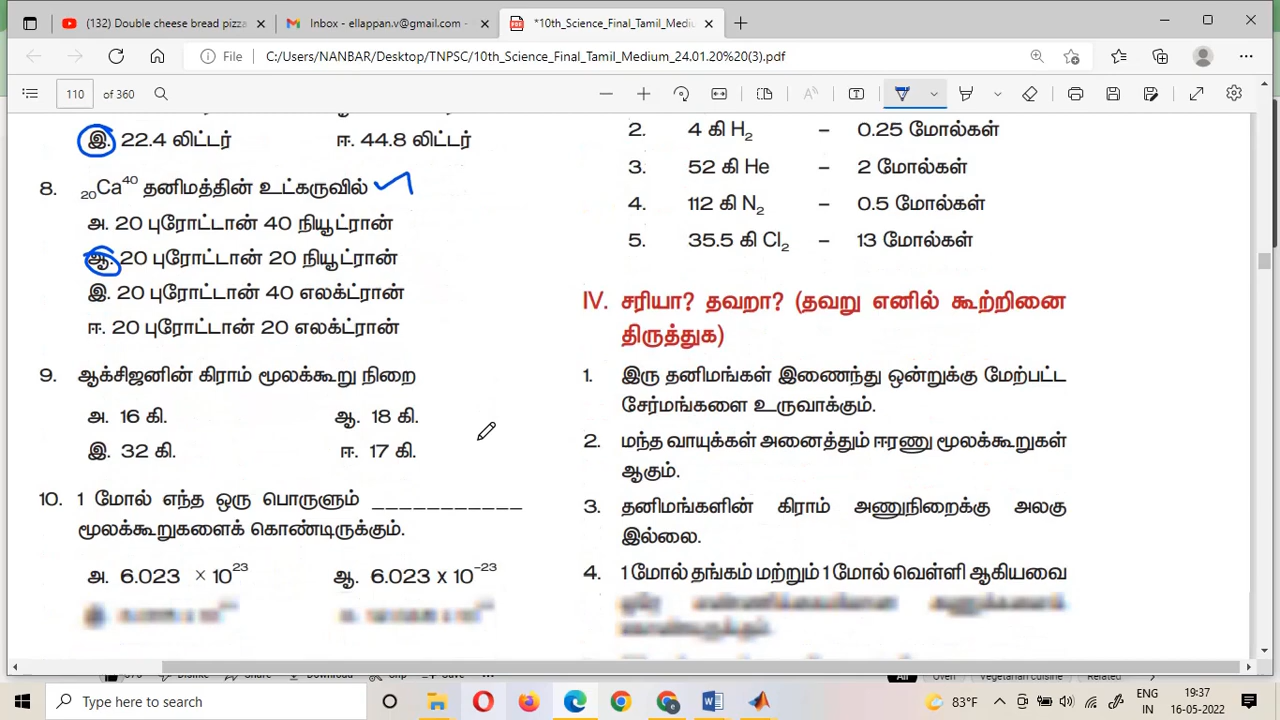 (132) Double cheese bread pizza
Inbox - ellappan.v@gmail.com -
*10th_Science_Final_Tamil_Mediu
File
C:/Users/NANBAR/Desktop/TNPSC/10th_Science_Final_Tamil_Medium_24.01.20%20(3).pdf
110 of 360
இ. 22.4 லிட்டர் ஈ. 44.8 லிட்டர்
8. ₂₀Ca⁴⁰ தனிமத்தின் உட்கருவில்
அ. 20 புரோட்டான் 40 நியூட்ரான்
ஆ. 20 புரோட்டான் 20 நியூட்ரான்
இ. 20 புரோட்டான் 40 எலக்ட்ரான்
ஈ. 20 புரோட்டான் 20 எலக்ட்ரான்
9. ஆக்சிஜனின் கிராம் மூலக்கூறு நிறை
அ. 16 கி. ஆ. 18 கி.
இ. 32 கி. ஈ. 17 கி.
10. 1 மோல் எந்த ஒரு பொருளும் ___________
மூலக்கூறுகளைக் கொண்டிருக்கும்.
அ. 6.023 × 10²³ ஆ. 6.023 x 10⁻²³
2. 4 கி H₂ – 0.25 மோல்கள்
3. 52 கி He – 2 மோல்கள்
4. 112 கி N₂ – 0.5 மோல்கள்
5. 35.5 கி Cl₂ – 13 மோல்கள்
IV. சரியா? தவறா? (தவறு எனில் கூற்றினை
திருத்துக)
1. இரு தனிமங்கள் இணைந்து ஒன்றுக்கு மேற்பட்ட
சேர்மங்களை உருவாக்கும்.
2. மந்த வாயுக்கள் அனைத்தும் ஈரணு மூலக்கூறுகள்
ஆகும்.
3. தனிமங்களின் கிராம் அணுநிறைக்கு அலகு
இல்லை.
4. 1 மோல் தங்கம் மற்றும் 1 மோல் வெள்ளி ஆகியவை
Type here to search
83°F
ENG
IN
19:37
16-05-2022